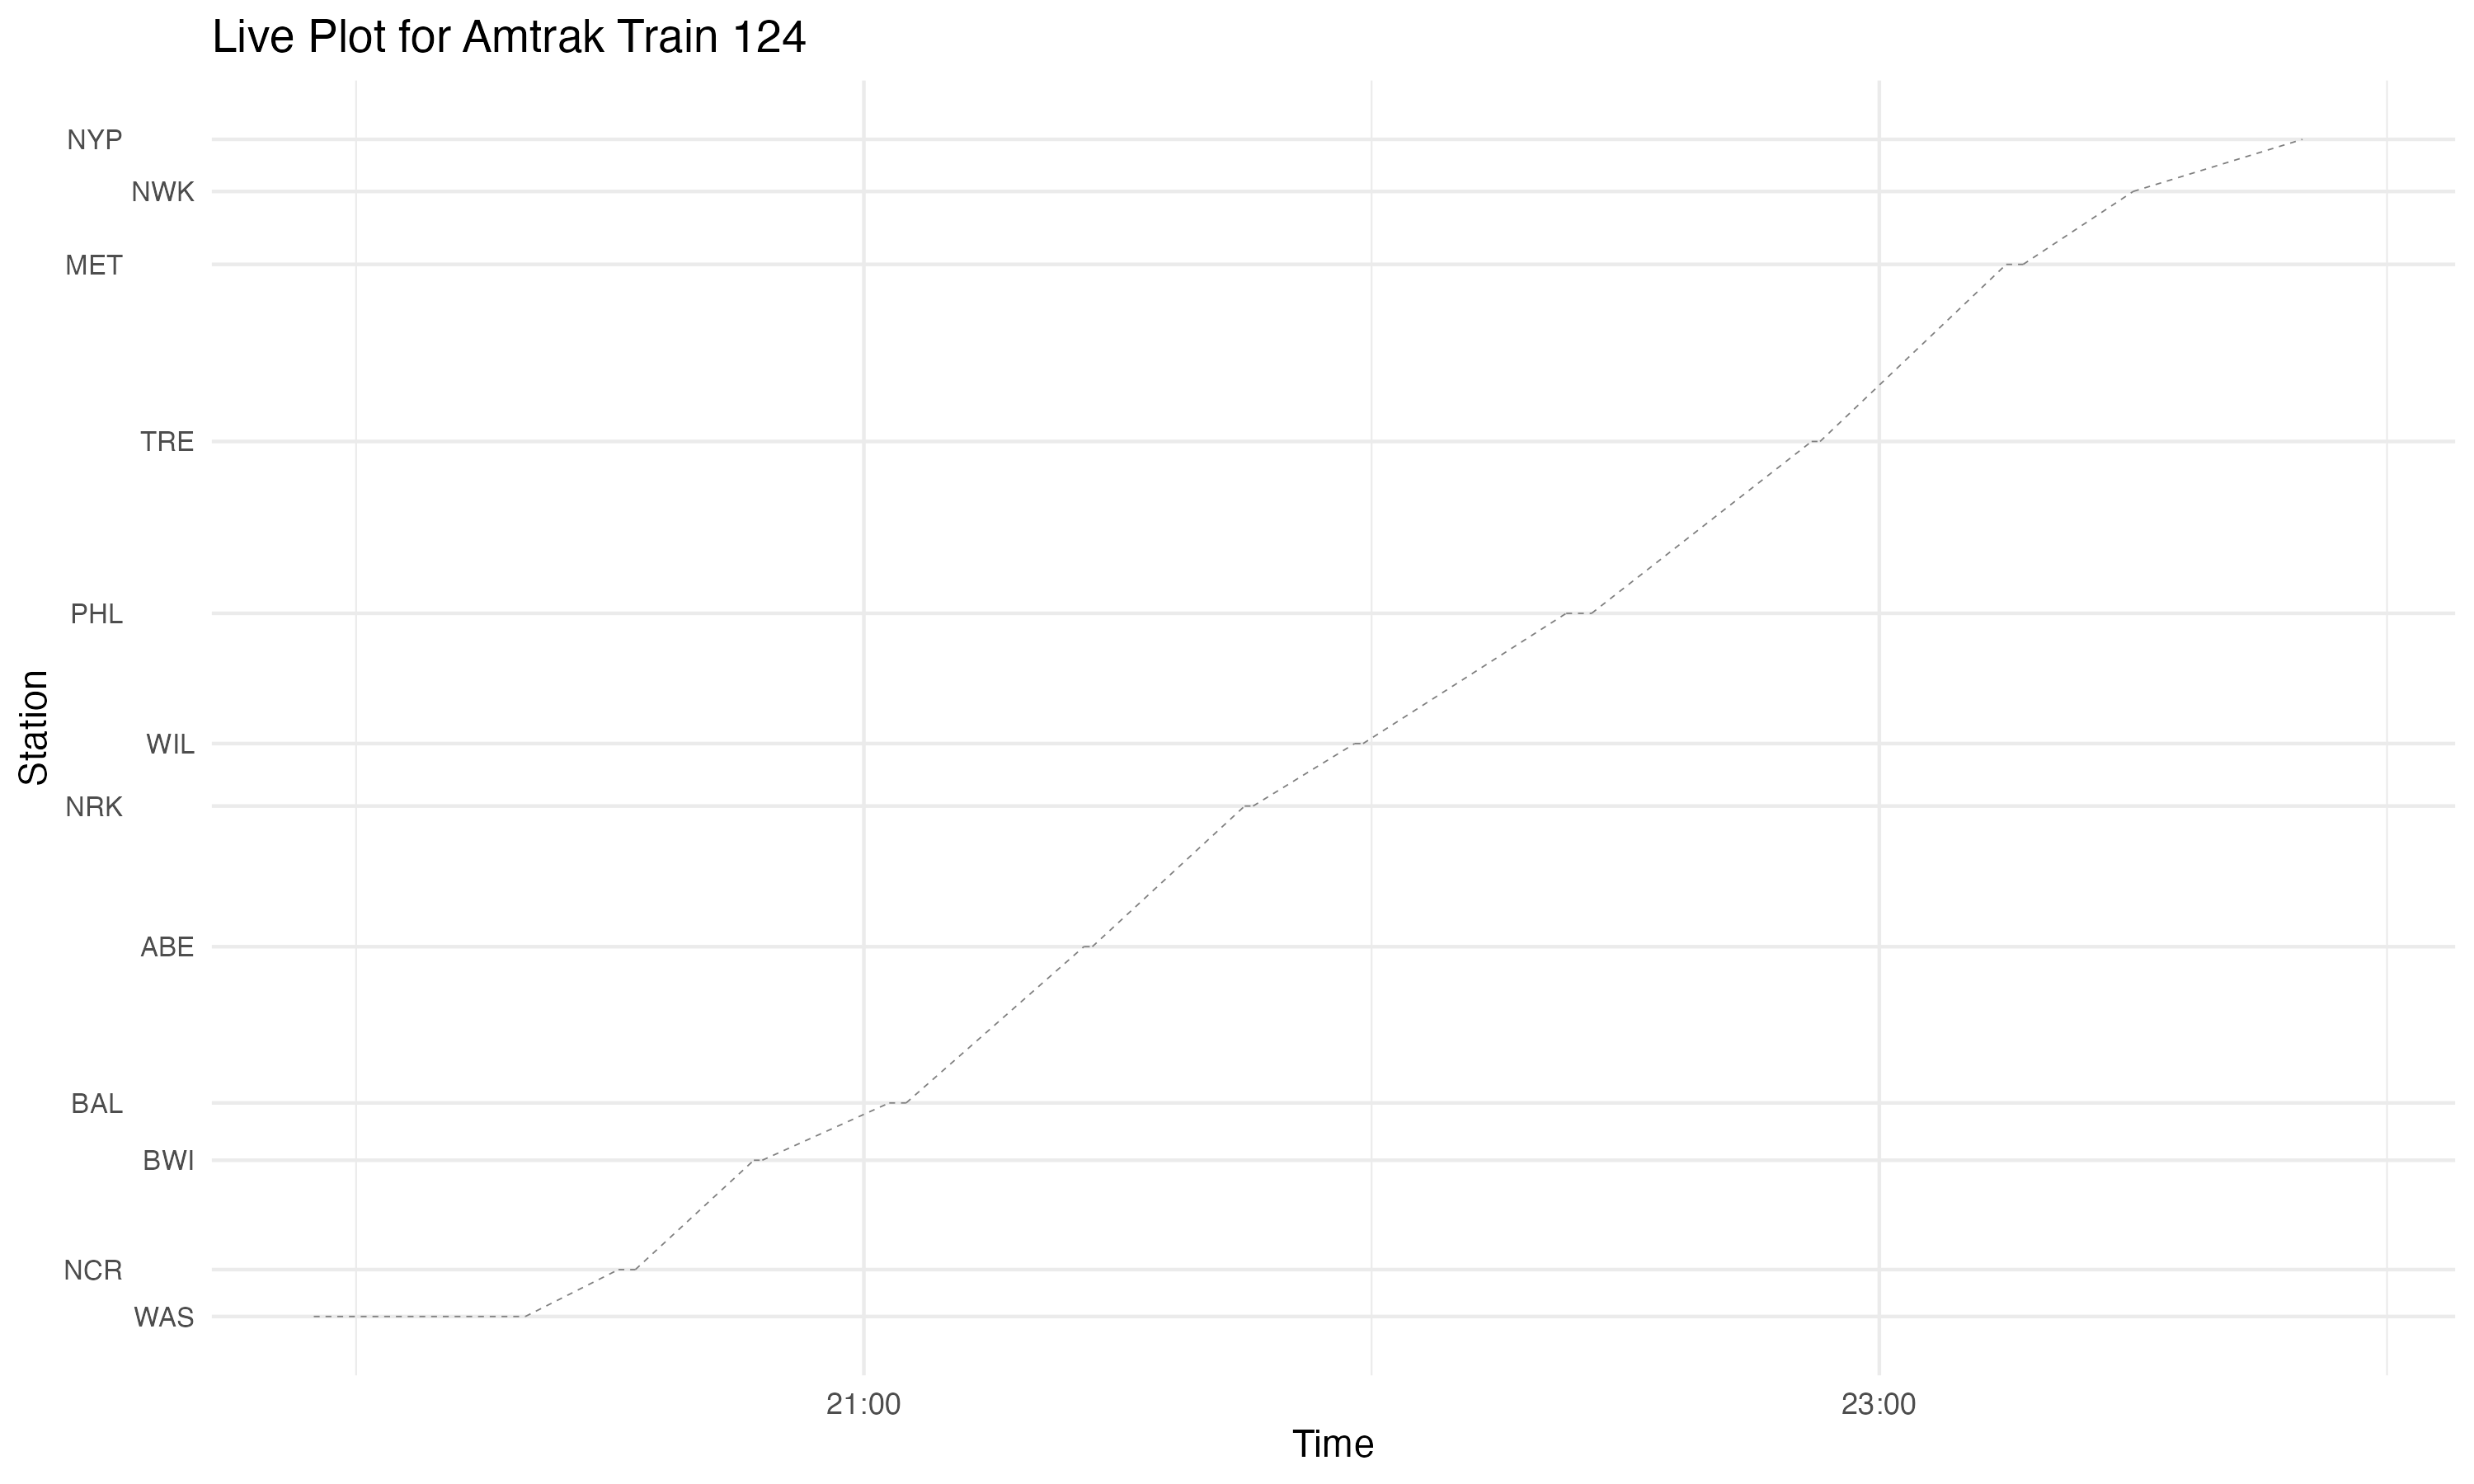 Live Plot for Amtrak Train 124
NYP
NWK
MET
TRE
PHL
WIL
NRK
ABE
BAL
BWI
NCR
WAS
Station
21:00
23:00
Time